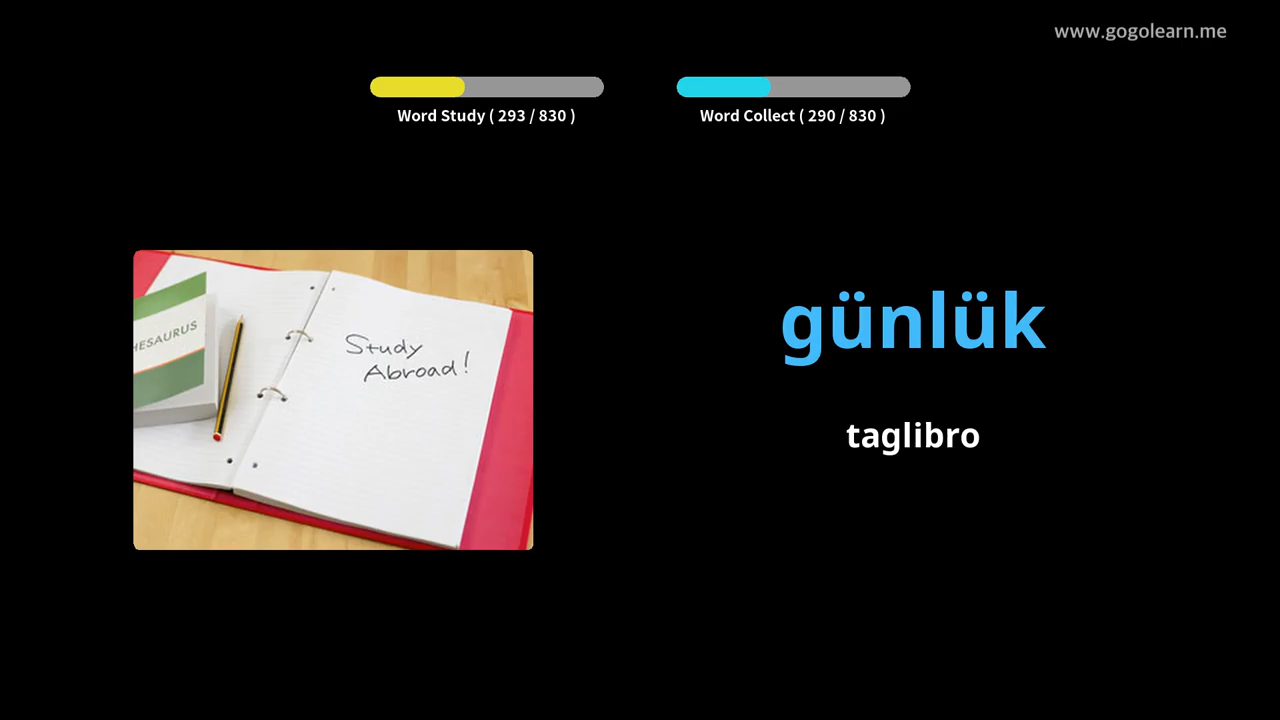 www.gogolearn.me
Word Study ( 293 / 830 )
Word Collect ( 290 / 830 )
HESAURUS
Study
Abroad!
günlük
taglibro